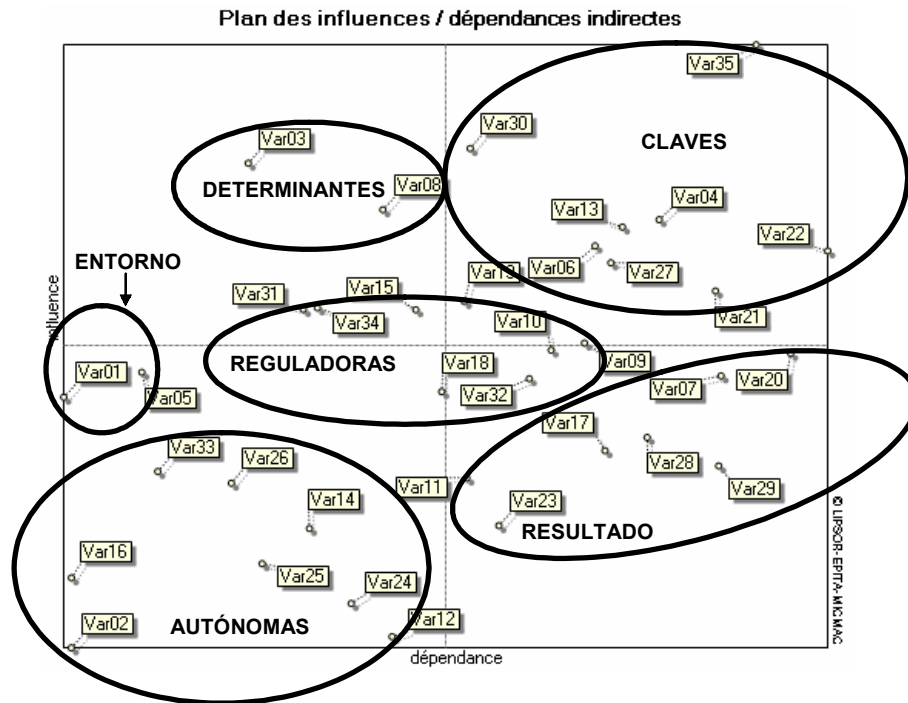 Plan des influences / dépendances indirectes
Var35
Var30
CLAVES
Var03
DETERMINANTES
Var08
Var04
Var13
Var22
Var06
Var27
ENTORNO
influence
Var31
Var15
Var19
Var34
Var10
Var21
REGULADORAS
Var01
Var18
Var09
Var05
Var32
Var07
Var20
Var17
Var33
Var26
Var28
Var11
Var29
Var14
Var23
RESULTADO
Var16
Var25
Var24
Var02
AUTÓNOMAS
Var12
dépendance
© LIPSOR-EPITA-MICMAC